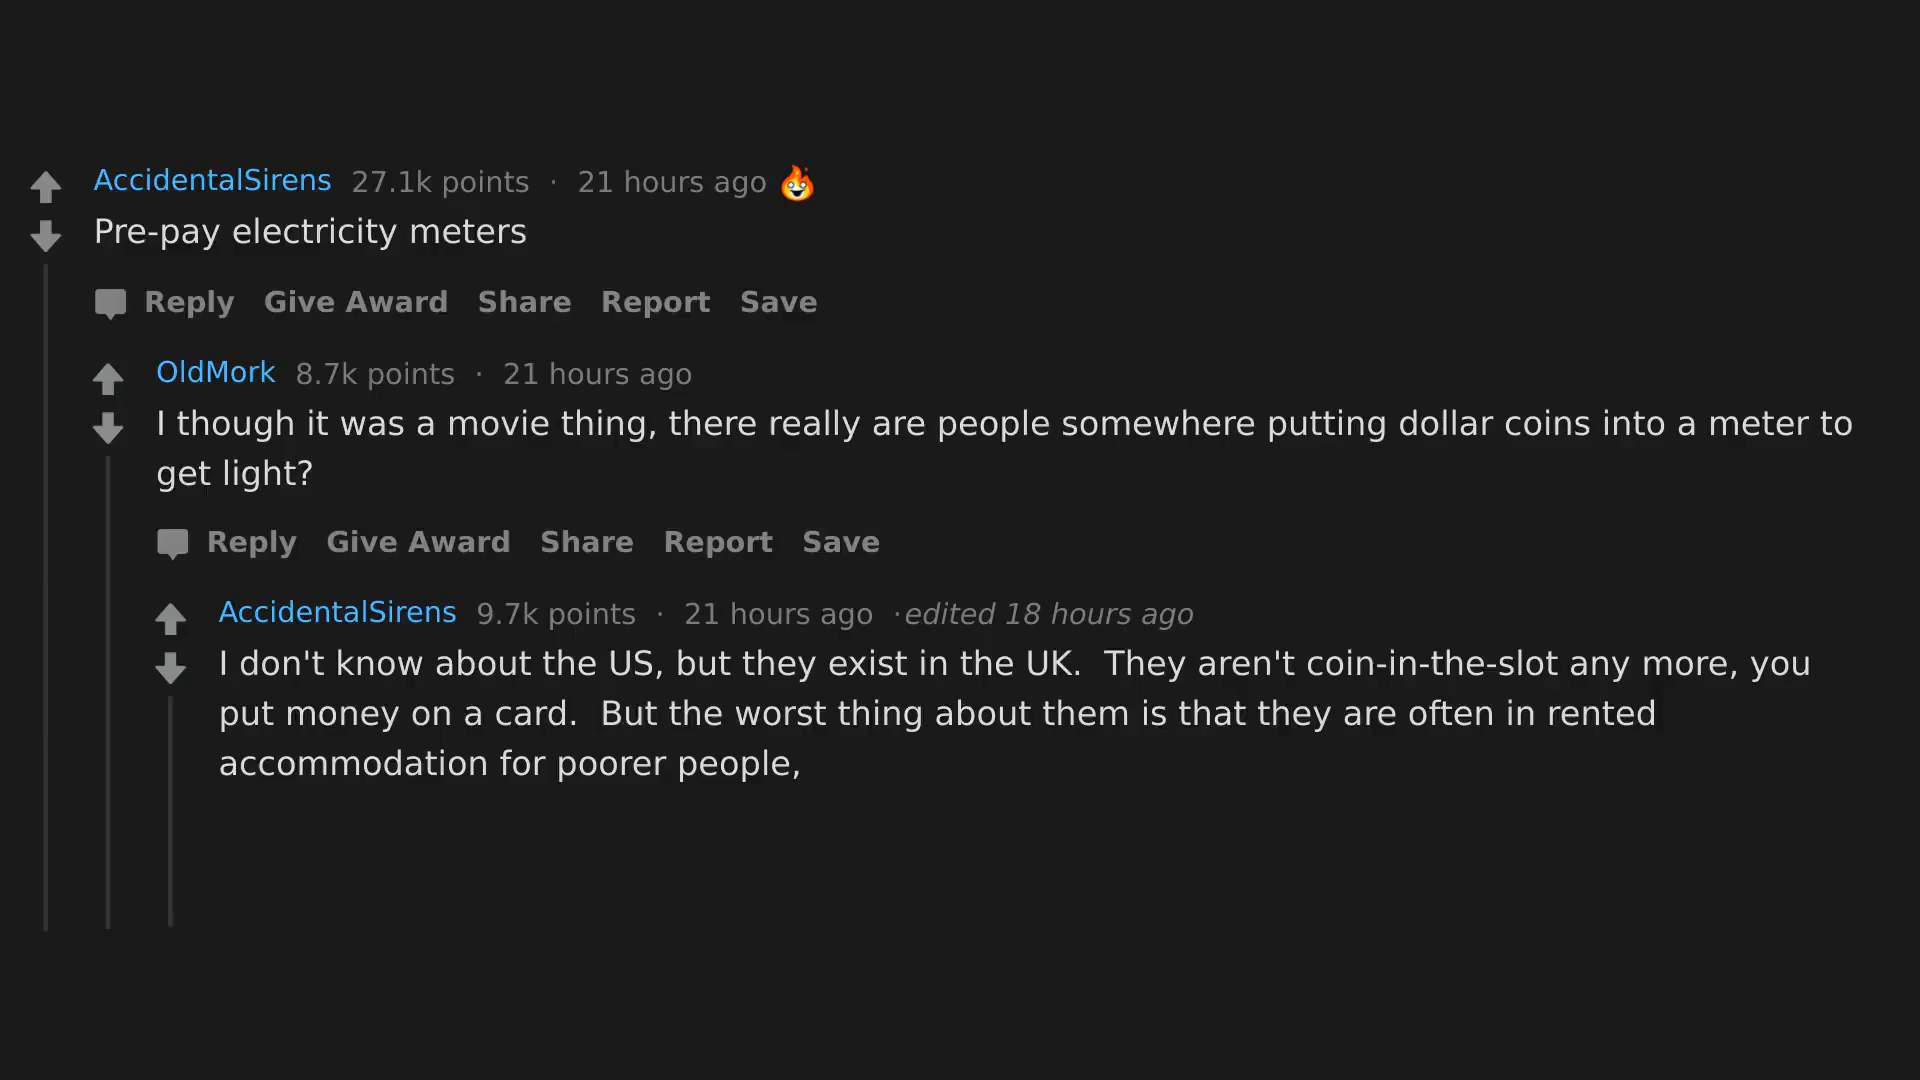 AccidentalSirens 27.1k points · 21 hours ago
Pre-pay electricity meters
Reply Give Award Share Report Save
OldMork 8.7k points · 21 hours ago
I though it was a movie thing, there really are people somewhere putting dollar coins into a meter to
get light?
Reply Give Award Share Report Save
AccidentalSirens 9.7k points · 21 hours ago ·edited 18 hours ago
I don't know about the US, but they exist in the UK.  They aren't coin-in-the-slot any more, you
put money on a card.  But the worst thing about them is that they are often in rented
accommodation for poorer people,